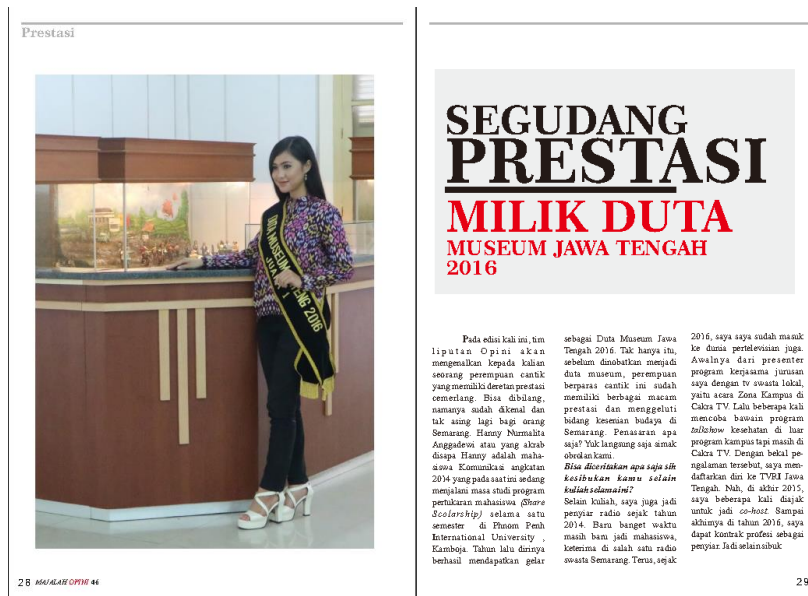 Prestasi
DUTA MUSEUM
TENG 2016
28 MAJALAH OPINI 46
SEGUDANG
PRESTASI
MILIK DUTA
MUSEUM JAWA TENGAH
2016
Pada edisi kali ini, tim
liputan Opini akan
mengenalkan kepada kalian
seorang perempuan cantik
yang memiliki deretan prestasi
cemerlang. Bisa dibilang,
namanya sudah dikenal dan
tak asing lagi bagi orang
Semarang. Hanny Nurmalita
Anggadewi atau yang akrab
disapa Hanny adalah maha-
siswa Komunikasi angkatan
2014 yang pada saat ini sedang
menjalani masa studi program
pertukaran mahasiswa (Share
Scolarship) selama satu
semester di Phnom Penh
International University ,
Kamboja. Tahun lalu dirinya
berhasil mendapatkan gelar
sebagai Duta Museum Jawa
Tengah 2016. Tak hanya itu,
sebelum dinobatkan menjadi
duta museum, perempuan
berparas cantik ini sudah
memiliki berbagai macam
prestasi dan menggeluti
bidang kesenian budaya di
Semarang. Penasaran apa
saja? Yuk langsung saja simak
obrolan kami.
Bisa diceritakan apa saja sih
kesibukan kamu selain
kuliah selama ini?
Selain kuliah, saya juga jadi
penyiar radio sejak tahun
2014. Baru banget waktu
masih baru jadi mahasiswa,
keterima di salah satu radio
swasta Semarang. Terus, sejak
2016, saya saya sudah masuk
ke dunia pertelevisian juga.
Awalnya dari presenter
program kerjasama jurusan
saya dengan tv swasta lokal,
yaitu acara Zona Kampus di
Cakra TV. Lalu beberapa kali
mencoba bawain program
talkshow kesehatan di luar
program kampus tapi masih di
Cakra TV. Dengan bekal pe-
ngalaman tersebut, saya men-
daftarkan diri ke TVRI Jawa
Tengah. Nah, di akhir 2015,
saya beberapa kali diajak
untuk jadi co-host. Sampai
akhirnya di tahun 2016, saya
dapat kontrak profesi sebagai
penyiar. Jadi selain sibuk
29